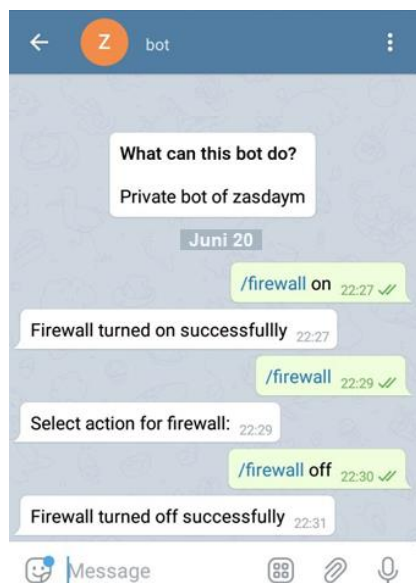 Z
bot
What can this bot do?
Private bot of zasdaym
Juni 20
/firewall on 22:27
Firewall turned on successfullly 22:27
/firewall 22:29
Select action for firewall: 22:29
/firewall off 22:30
Firewall turned off successfully 22:31
Message